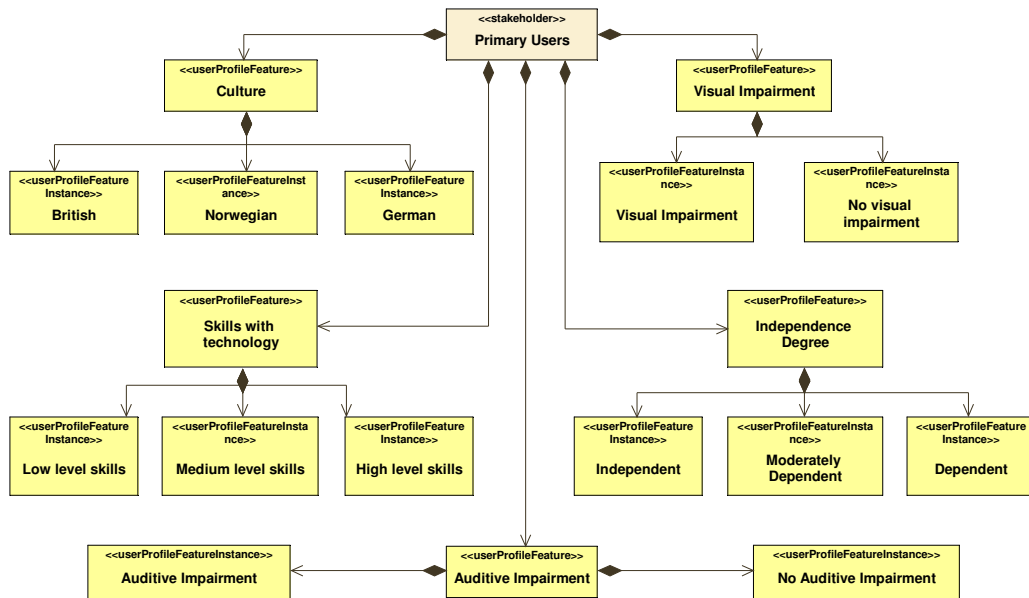 <<stakeholder>>
Primary Users
<<userProfileFeature>>
Culture
<<userProfileFeature>>
Visual Impairment
<<userProfileFeature
Instance>>
British
<<userProfileFeatureInst
ance>>
Norwegian
<<userProfileFeature
Instance>>
German
<<userProfileFeatureInsta
nce>>
Visual Impairment
<<userProfileFeatureInsta
nce>>
No visual
impairment
<<userProfileFeature>>
Skills with
technology
<<userProfileFeature>>
Independence
Degree
<<userProfileFeature
Instance>>
Low level skills
<<userProfileFeatureInsta
nce>>
Medium level skills
<<userProfileFeature
Instance>>
High level skills
<<userProfileFeature
Instance>>
Independent
<<userProfileFeatureInsta
nce>>
Moderately
Dependent
<<userProfileFeature
Instance>>
Dependent
<<userProfileFeatureInstance>>
Auditive Impairment
<<userProfileFeature>>
Auditive Impairment
<<userProfileFeatureInstance>>
No Auditive Impairment